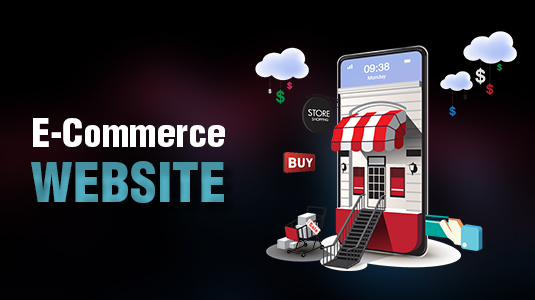 E-Commerce
WEBSITE
09:38
Monday
STORE
SHOPPING
BUY
$
$
$
$
$